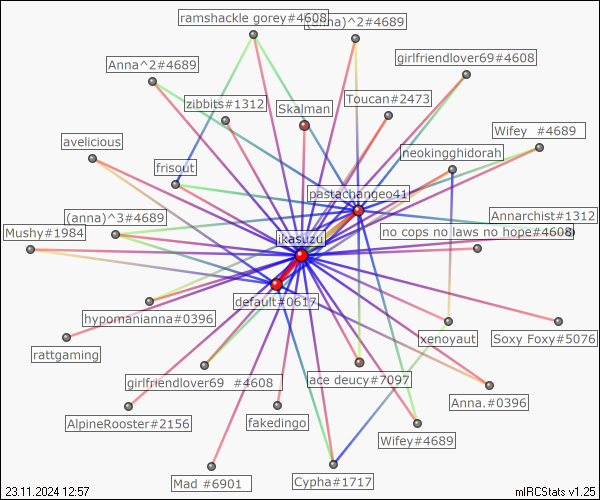 ramshackle gorey#4608
(anna)^2#4689
girlfriendlover69#4608
Anna^2#4689
zibbits#1312
Toucan#2473
Skalman
Wifey  #4689
avelicious
neokingghidorah
frisout
pastachangeo41
(anna)^3#4689
Annarchist#1312
Mushy#1984
no cops no laws no hope#4608
ikasuzu
default#0617
hypomanianna#0396
xenoyaut
Soxy Foxy#5076
rattgaming
girlfriendlover69  #4608
ace deucy#7097
Anna.#0396
AlpineRooster#2156
fakedingo
Wifey#4689
Mad #6901
Cypha#1717
23.11.2024 12:57
mIRCStats v1.25